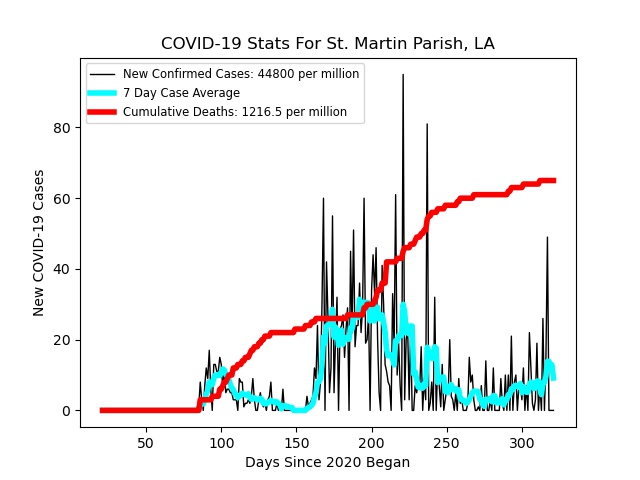 COVID-19 Stats For St. Martin Parish, LA
New Confirmed Cases: 44800 per million
7 Day Case Average
Cumulative Deaths: 1216.5 per million
New COVID-19 Cases
80
60
40
20
0
50 100 150 200 250 300
Days Since 2020 Began